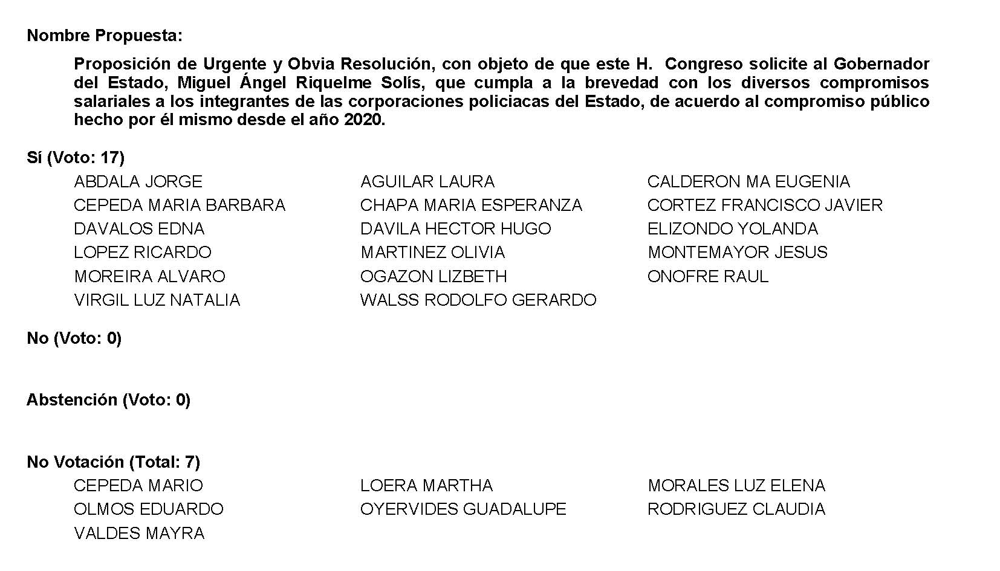 Nombre Propuesta:
Proposición de Urgente y Obvia Resolución, con objeto de que este H. Congreso solicite al Gobernador
del Estado, Miguel Ángel Riquelme Solís, que cumpla a la brevedad con los diversos compromisos
salariales a los integrantes de las corporaciones policiacas del Estado, de acuerdo al compromiso público
hecho por él mismo desde el año 2020.
Sí (Voto: 17)
ABDALA JORGE AGUILAR LAURA CALDERON MA EUGENIA
CEPEDA MARIA BARBARA CHAPA MARIA ESPERANZA CORTEZ FRANCISCO JAVIER
DAVALOS EDNA DAVILA HECTOR HUGO ELIZONDO YOLANDA
LOPEZ RICARDO MARTINEZ OLIVIA MONTEMAYOR JESUS
MOREIRA ALVARO OGAZON LIZBETH ONOFRE RAUL
VIRGIL LUZ NATALIA WALSS RODOLFO GERARDO
No (Voto: 0)
Abstención (Voto: 0)
No Votación (Total: 7)
CEPEDA MARIO LOERA MARTHA MORALES LUZ ELENA
OLMOS EDUARDO OYERVIDES GUADALUPE RODRIGUEZ CLAUDIA
VALDES MAYRA